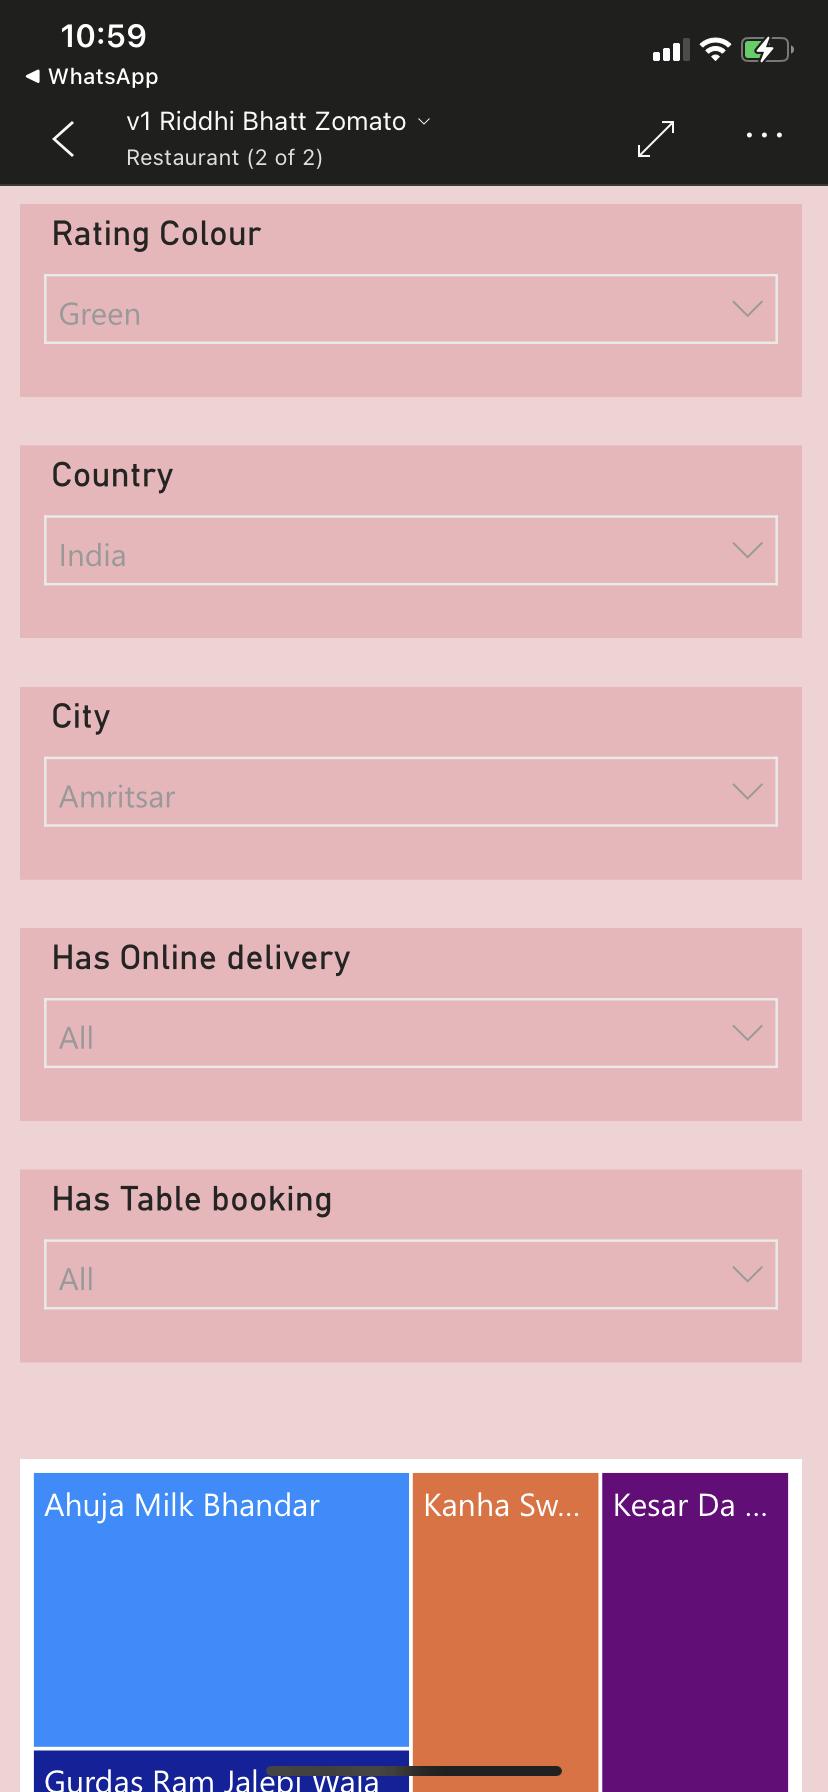 10:59
◀ WhatsApp
v1 Riddhi Bhatt Zomato
Restaurant (2 of 2)
Rating Colour
Green
Country
India
City
Amritsar
Has Online delivery
All
Has Table booking
All
Ahuja Milk Bhandar
Kanha Sw...
Kesar Da ...
Gurdas Ram Jalebi Wala